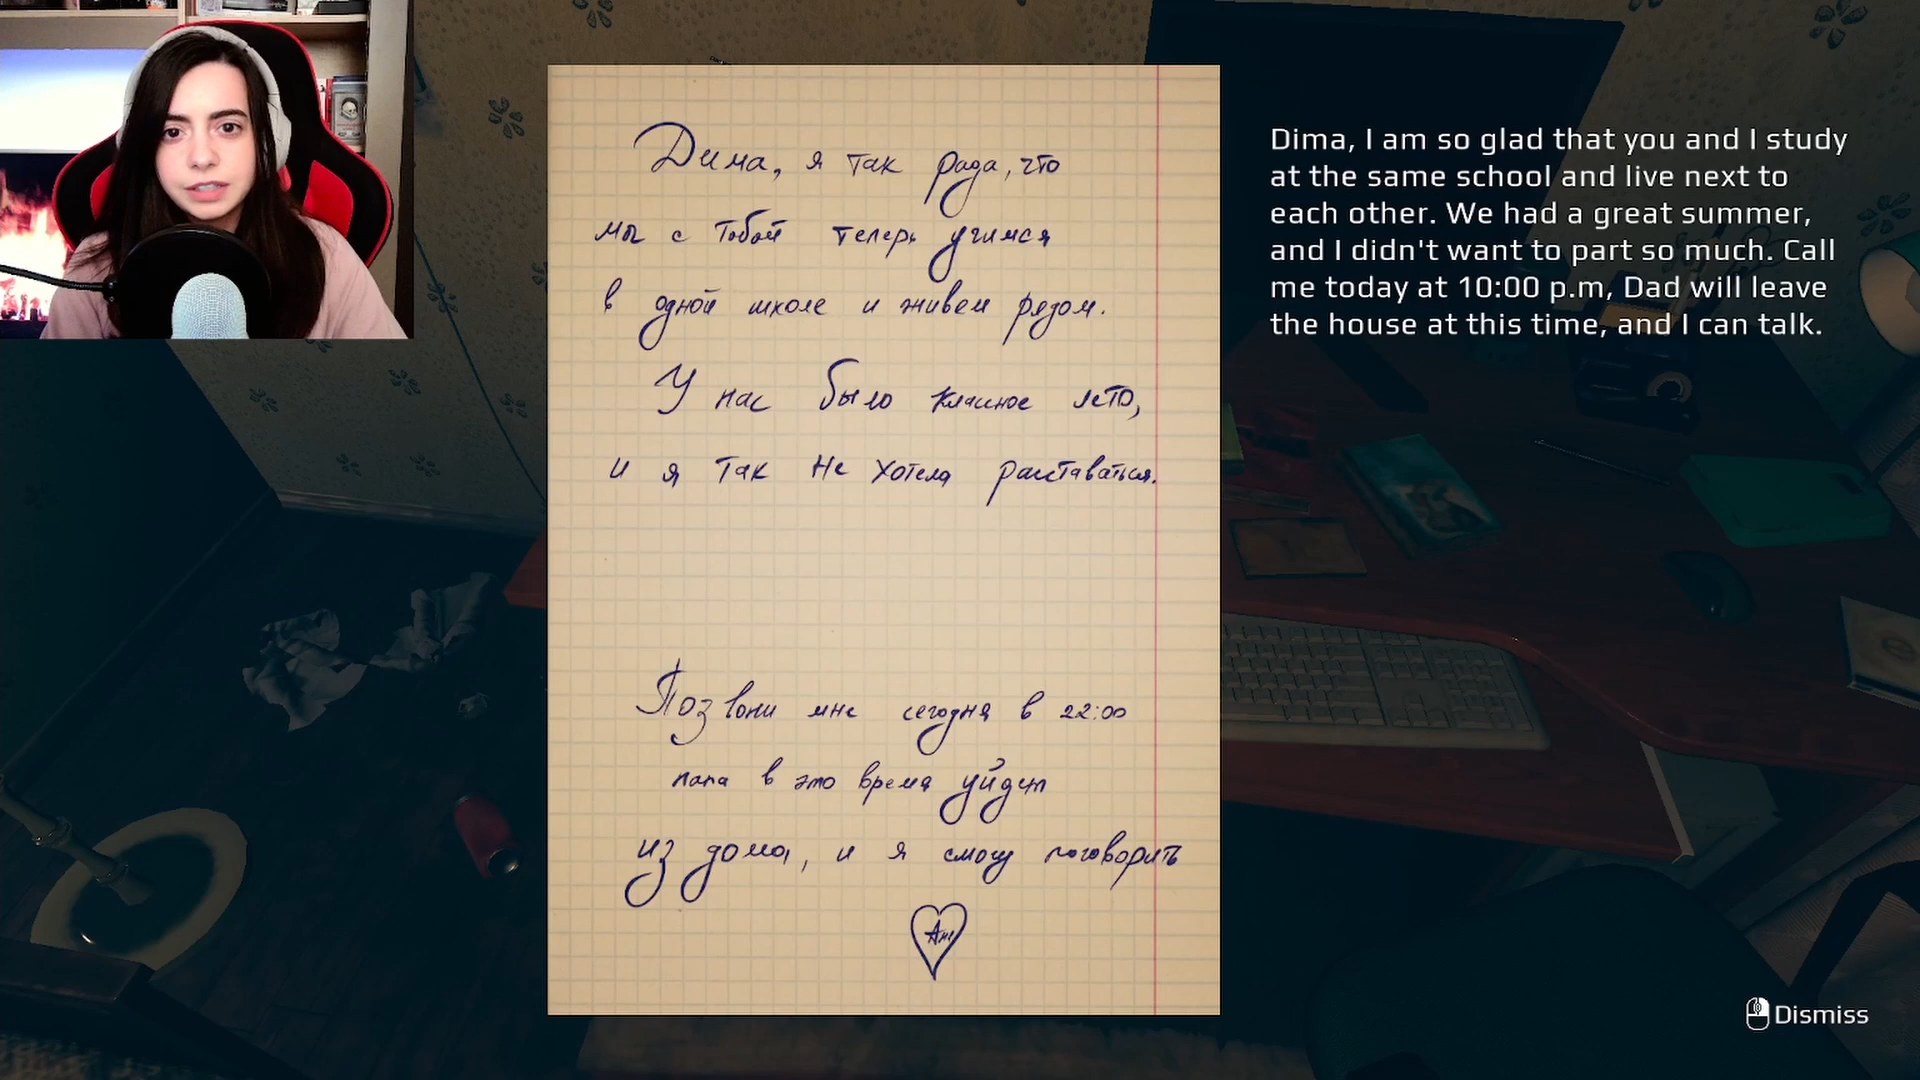 Дима, я так рада, что
мы с тобой теперь учимся
в одной школе и живем рядом.
У нас было классное лето,
и я так не хотела расставаться.
Позвони мне сегодня в 22:00
папа в это время уйдет
из дома, и я смогу поговорить
Аня
Dima, I am so glad that you and I study
at the same school and live next to
each other. We had a great summer,
and I didn't want to part so much. Call
me today at 10:00 p.m, Dad will leave
the house at this time, and I can talk.
Dismiss